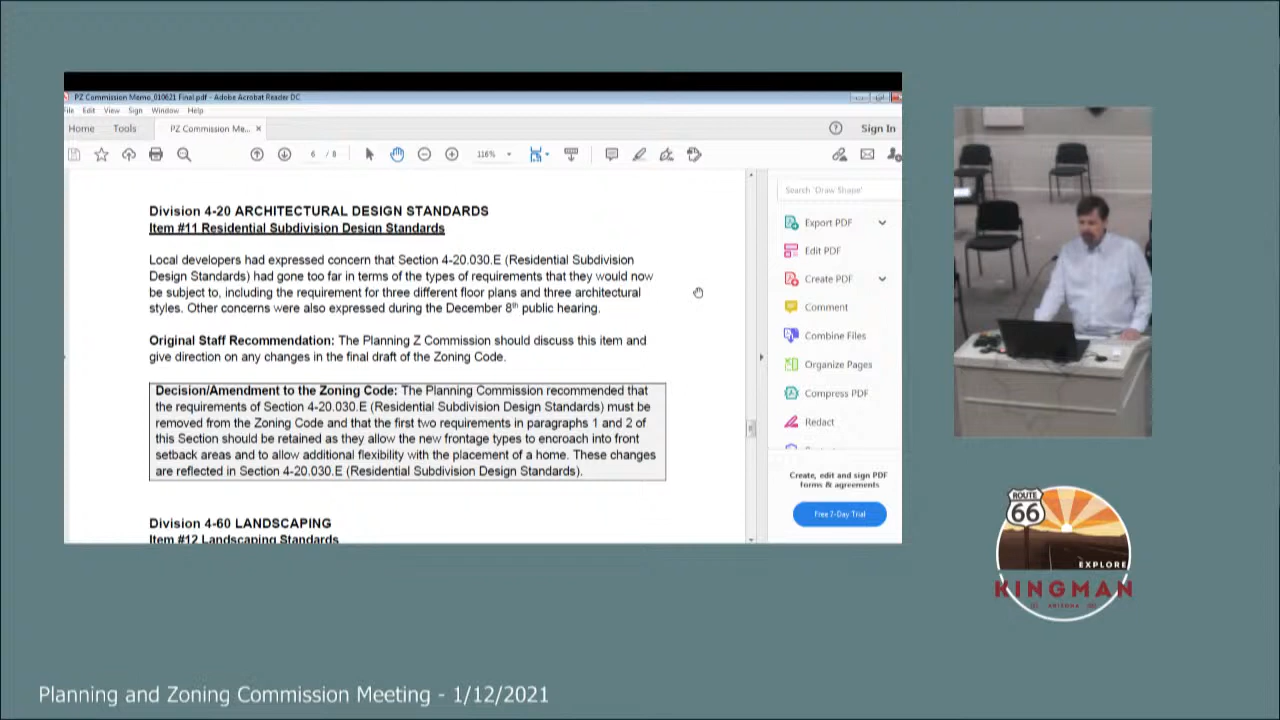 PZ Commission Memo_010621 Final.pdf - Adobe Acrobat Reader DC
File Edit View Sign Window Help
Home Tools PZ Commission Me... × Sign In
6 / 8 116%
Division 4-20 ARCHITECTURAL DESIGN STANDARDS
Item #11 Residential Subdivision Design Standards
Local developers had expressed concern that Section 4-20.030.E (Residential Subdivision
Design Standards) had gone too far in terms of the types of requirements that they would now
be subject to, including the requirement for three different floor plans and three architectural
styles. Other concerns were also expressed during the December 8th public hearing.
Original Staff Recommendation: The Planning Z Commission should discuss this item and
give direction on any changes in the final draft of the Zoning Code.
Decision/Amendment to the Zoning Code: The Planning Commission recommended that
the requirements of Section 4-20.030.E (Residential Subdivision Design Standards) must be
removed from the Zoning Code and that the first two requirements in paragraphs 1 and 2 of
this Section should be retained as they allow the new frontage types to encroach into front
setback areas and to allow additional flexibility with the placement of a home. These changes
are reflected in Section 4-20.030.E (Residential Subdivision Design Standards).
Division 4-60 LANDSCAPING
Item #12 Landscaping Standards
Search 'Draw Shape'
Export PDF
Edit PDF
Create PDF
Comment
Combine Files
Organize Pages
Compress PDF
Redact
Create, edit and sign PDF
forms & agreements
Free 7-Day Trial
ROUTE
66
EXPLORE
KINGMAN
ARIZONA
Planning and Zoning Commission Meeting - 1/12/2021